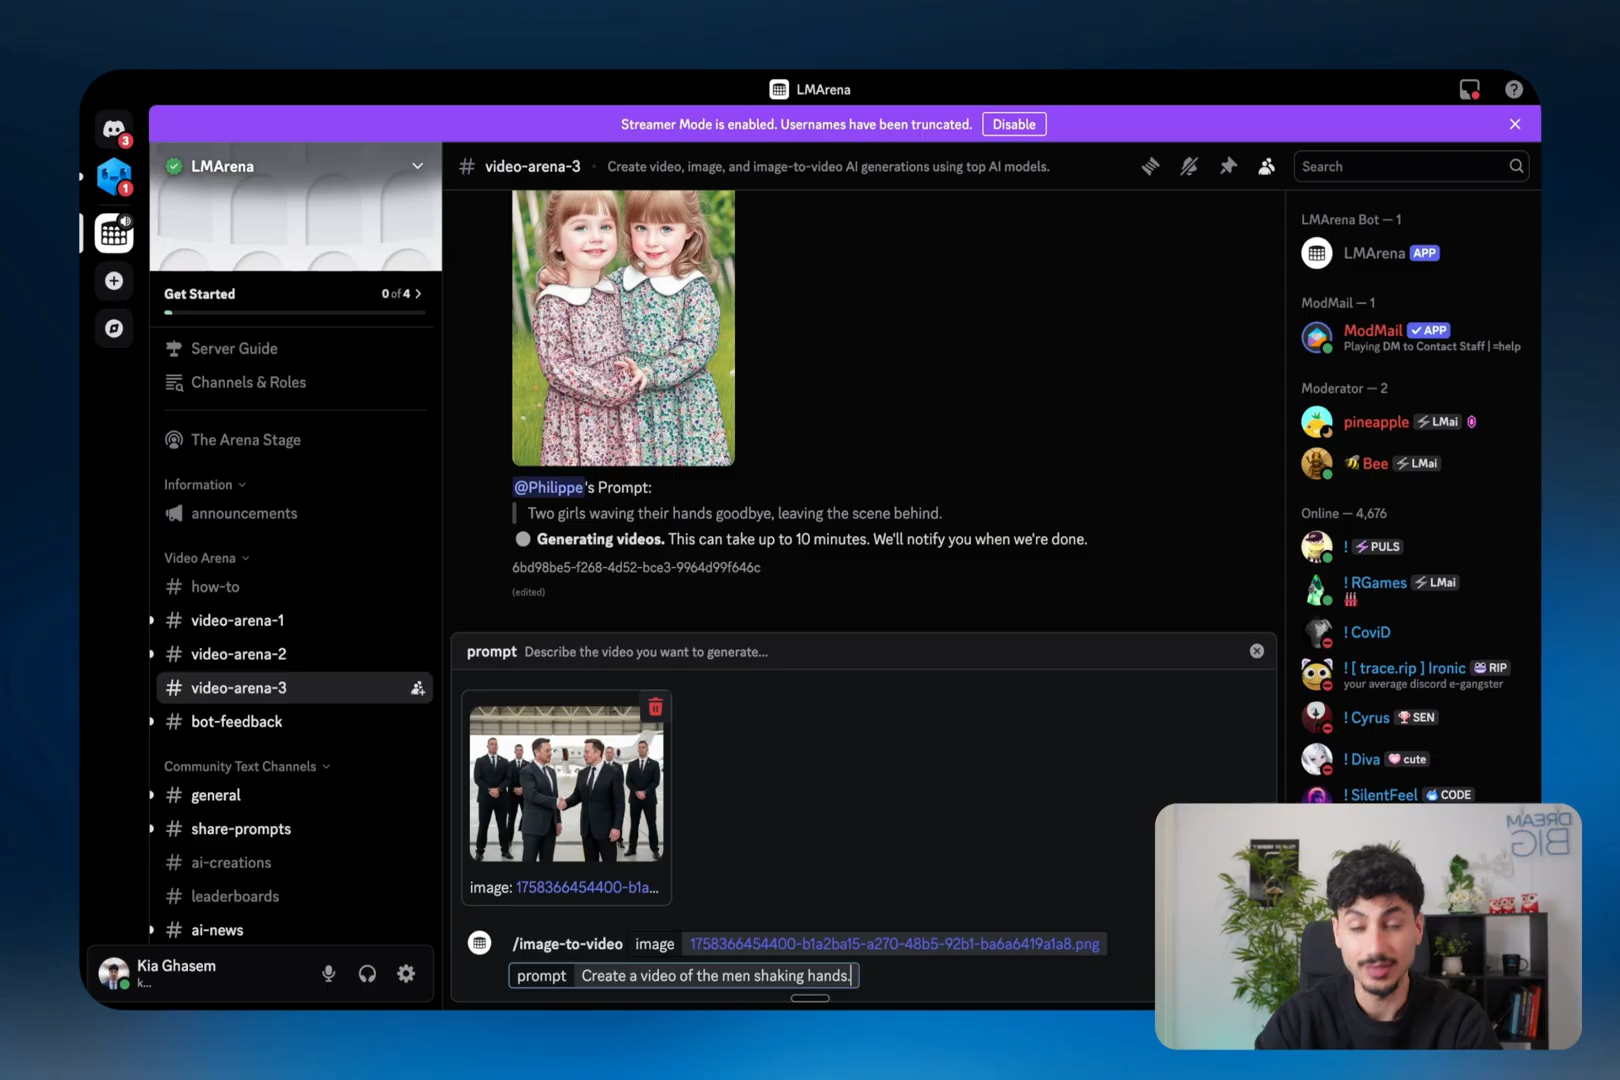 LMArena
Streamer Mode is enabled. Usernames have been truncated.
Disable
3
1
LMArena
Get Started
0 of 4
Server Guide
Channels & Roles
The Arena Stage
Information
announcements
Video Arena
# how-to
# video-arena-1
# video-arena-2
# video-arena-3
# bot-feedback
Community Text Channels
# general
# share-prompts
# ai-creations
# leaderboards
# ai-news
Kia Ghasem
k...
# video-arena-3
Create video, image, and image-to-video AI generations using top AI models.
Search
@Philippe's Prompt:
Two girls waving their hands goodbye, leaving the scene behind.
Generating videos. This can take up to 10 minutes. We'll notify you when we're done.
6bd98be5-f268-4d52-bce3-9964d99f646c
(edited)
prompt Describe the video you want to generate...
image: 1758366454400-b1a...
/image-to-video image 1758366454400-b1a2ba15-a270-48b5-92b1-ba6a6419a1a8.png
prompt Create a video of the men shaking hands.
LMArena Bot — 1
LMArena APP
ModMail — 1
ModMail APP
Playing DM to Contact Staff | =help
Moderator — 2
pineapple LMai
Bee LMai
Online — 4,676
! PULS
! RGames LMai
! CoviD
! [ trace.rip ] Ironic RIP
your average discord e-gangster
! Cyrus SEN
! Diva cute
! SilentFeel CODE
DREAM
BIG